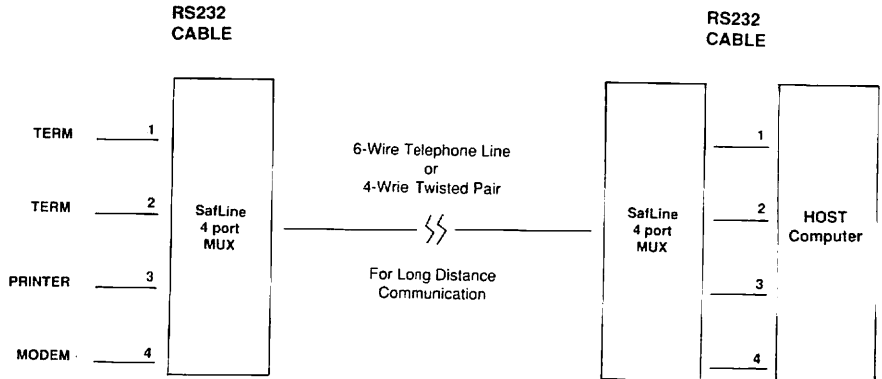 RS232
CABLE
RS232
CABLE
TERM 1
TERM 2
PRINTER 3
MODEM 4
SafLine
4 port
MUX
6-Wire Telephone Line
or
4-Wrie Twisted Pair
For Long Distance
Communication
SafLine
4 port
MUX
1
2
3
4
HOST
Computer